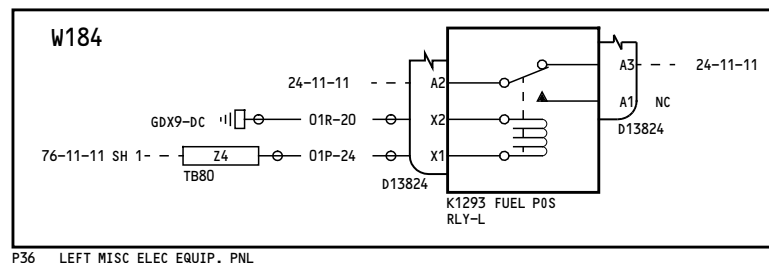 W184
24-11-11
A2
A3
24-11-11
GDX9-DC
01R-20
X2
A1 NC
D13824
76-11-11 SH 1
Z4
01P-24
X1
TB80
D13824
K1293 FUEL POS
RLY-L
P36 LEFT MISC ELEC EQUIP. PNL